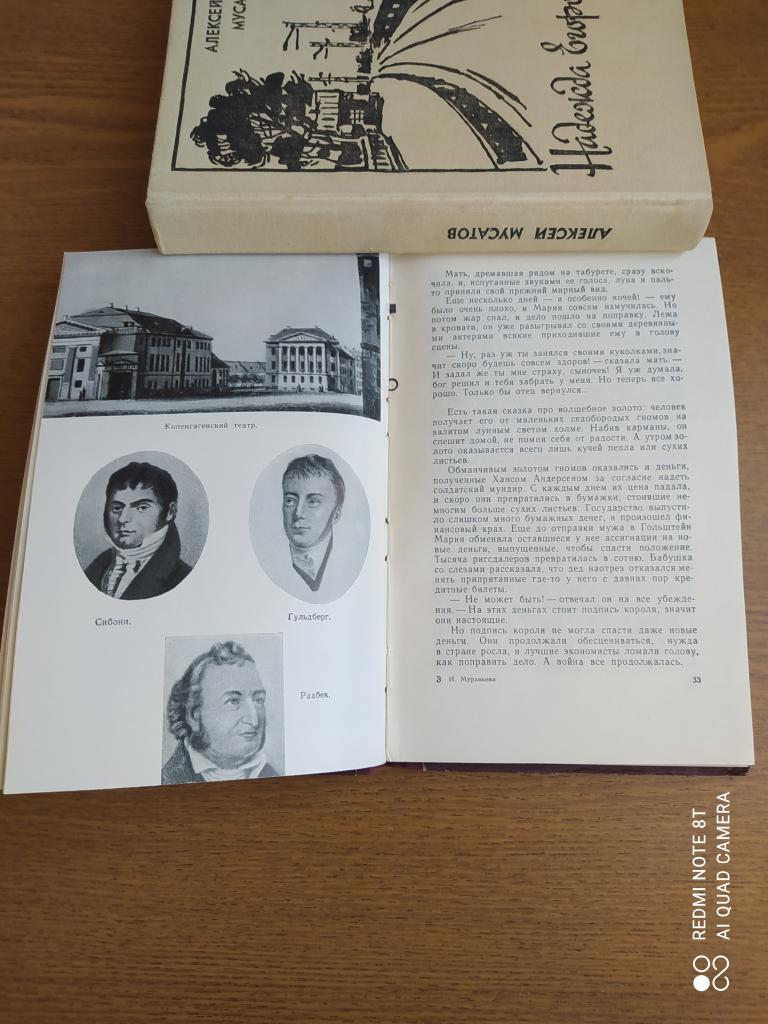 АЛЕКСЕЙ
Надежда
АЛЕКСЕЙ МУСАТОВ
Копенгагенский театр.
Сибони.
Гульдберг.
Раабек.
Мать, дремавшая рядом на табурете, сразу вско-
чила, и, испуганные звуками ее голоса, луна и паль-
то приняли свой прежний мирный вид.
Еще несколько дней — и особенно ночей! — ему
было очень плохо, и Мария совсем измучилась. Но
потом жар спал, и дело пошло на поправку. Лежа
в кровати, он уже разыгрывал со своими деревянны-
ми актерами всякие приходившие ему в голову
сцены.
— Ну, раз уж ты занялся своими куколками, зна-
чит скоро будешь совсем здоров! — сказала мать. —
И задал же ты мне страху, сыночек! Я уж думала,
бог решил и тебя забрать у меня. Но теперь все хо-
рошо. Только бы отец вернулся...
Есть такая сказка про волшебное золото: человек
получает его от маленьких седобородых гномов на
залитом лунным светом холме. Набив карманы, он
спешит домой, не помня себя от радости. А утром зо-
лото оказывается всего лишь кучей пепла или сухих
листьев.
Обманчивым золотом гномов оказались и деньги,
полученные Хансом Андерсеном за согласие надеть
солдатский мундир. С каждым днем их цена падала,
и скоро они превратились в бумажки, стоившие не-
многим больше сухих листьев. Государство выпусти-
ло слишком много бумажных денег, и произошел фи-
нансовый крах. Еще до отправки мужа в Гольштейн
Мария обменяла оставшиеся у нее ассигнации на но-
вые деньги, выпущенные, чтобы спасти положение.
Тысяча ригсдалеров превратилась в сотню. Бабушка
со слезами рассказала, что дед наотрез отказался ме-
нять припрятанные где-то у него с давних пор кре-
дитные билеты.
— Не может быть! — отвечал он на все убежде-
ния. — На этих деньгах стоит подпись короля, значит
они настоящие.
Но подпись короля не могла спасти даже новые
деньги. Они продолжали обесцениваться, нужда
в стране росла, и лучшие экономисты ломали голову,
как поправить дело. А война все продолжалась.
3 И. Муравьева
33
REDMI NOTE 8T
AI QUAD CAMERA